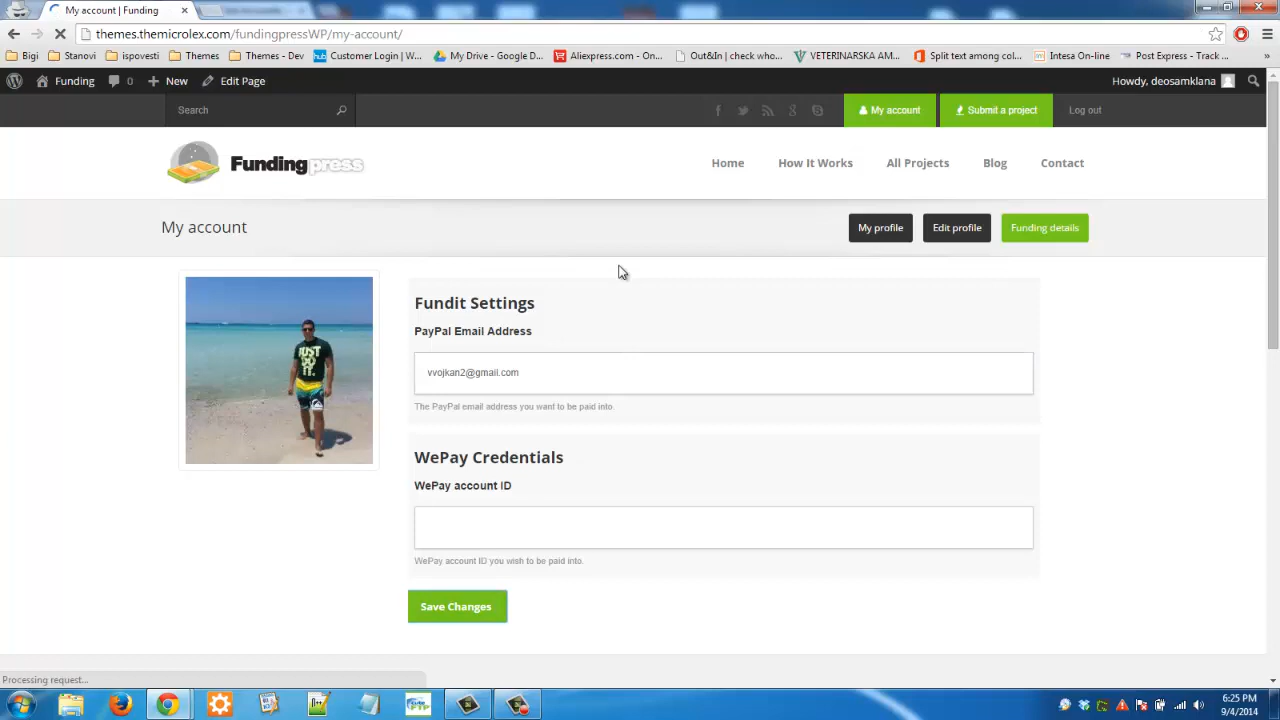 My account | Funding
themes.themicrolex.com/fundingpressWP/my-account/
Bigi Stanovi ispovesti Themes Themes - Dev Customer Login | W... My Drive - Google D... Aliexpress.com - On... Out&In | check who... VETERINARSKA AM... Split text among col... Intesa On-line Post Express - Track ... »
Funding 0 New Edit Page Howdy, deosamklana
Search My account Submit a project Log out
Fundingpress Home How It Works All Projects Blog Contact
My account My profile Edit profile Funding details
JUST
DO
IT.
Fundit Settings
PayPal Email Address
vvojkan2@gmail.com
The PayPal email address you want to be paid into.
WePay Credentials
WePay account ID
WePay account ID you wish to be paid into.
Save Changes
Processing request...
6:25 PM
9/4/2014